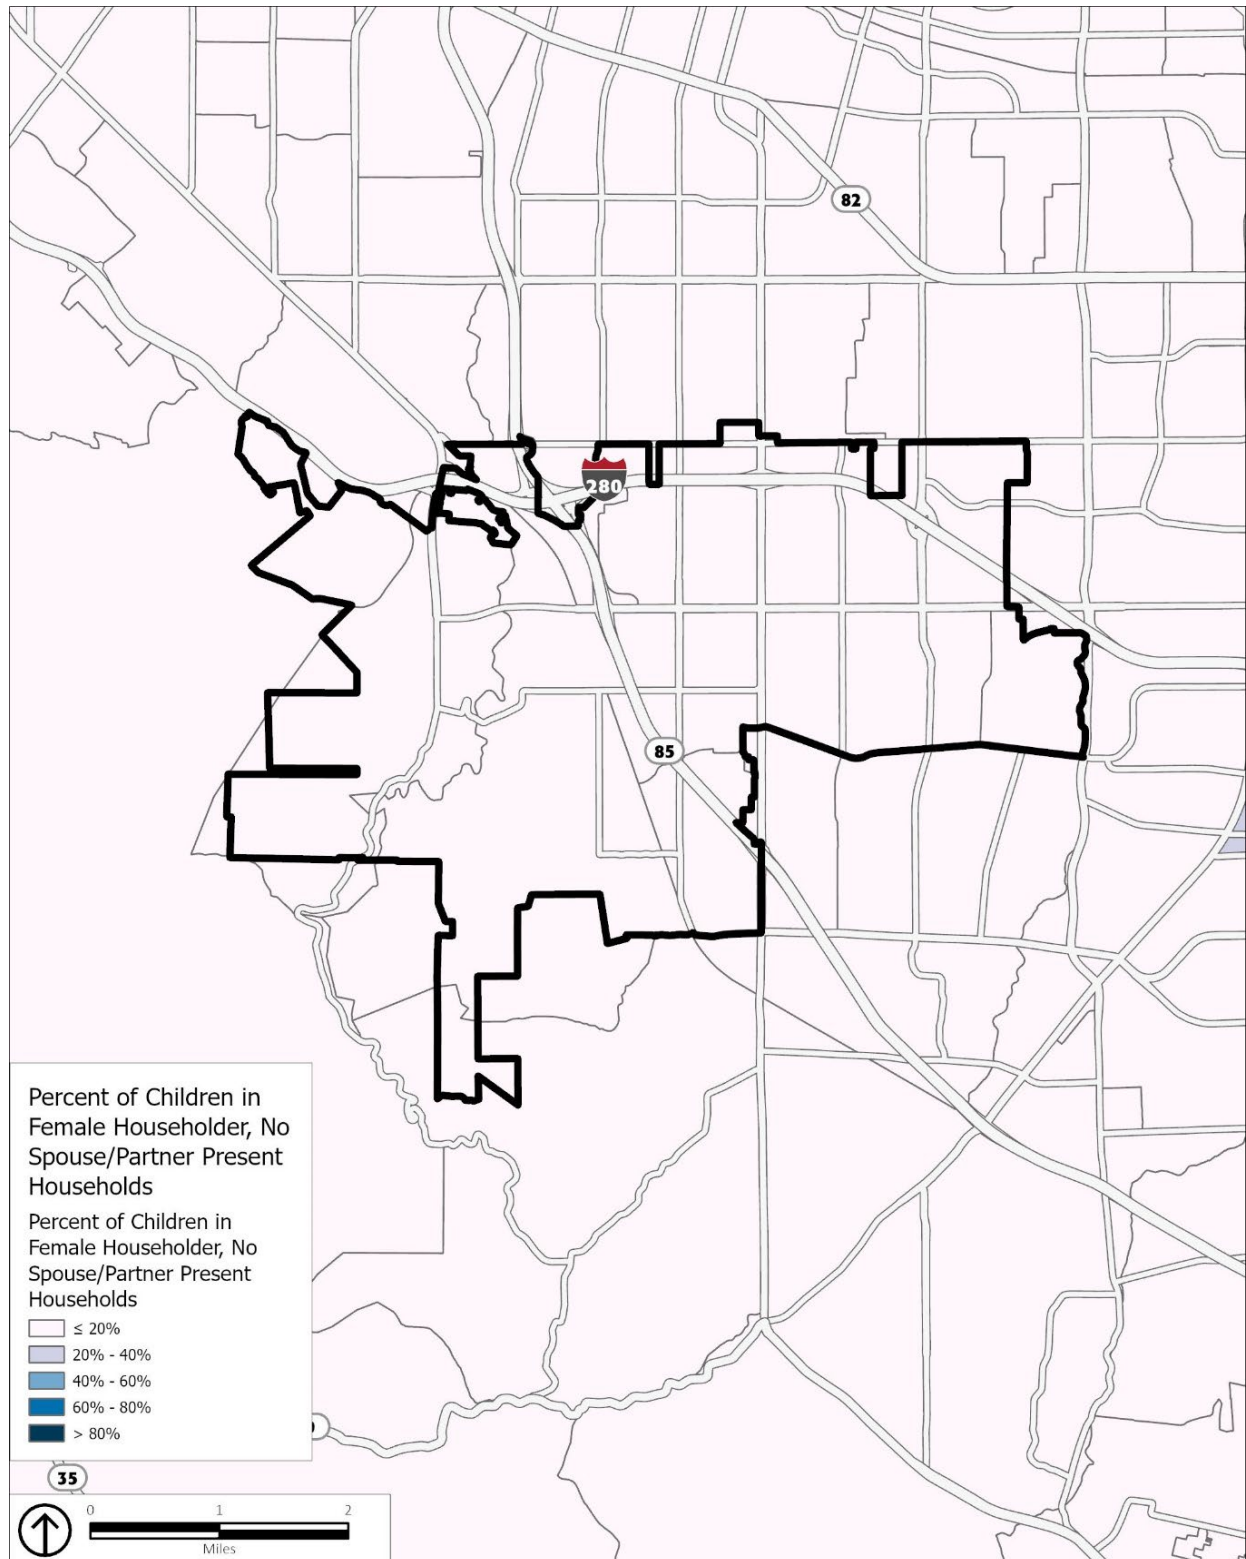 82
280
85
Percent of Children in
Female Householder, No
Spouse/Partner Present
Households
Percent of Children in
Female Householder, No
Spouse/Partner Present
Households
≤ 20%
20% - 40%
40% - 60%
60% - 80%
> 80%
35
0 1 2
Miles